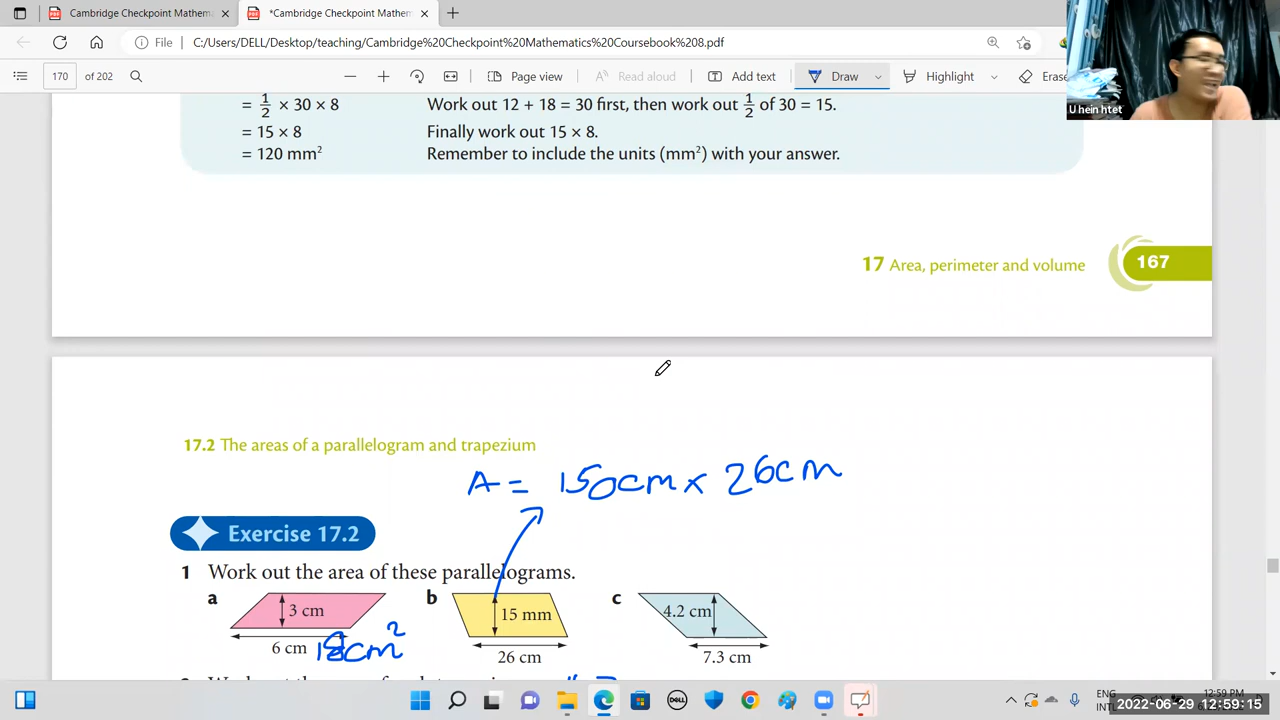 Cambridge Checkpoint Mathema
*Cambridge Checkpoint Mathem
File
C:/Users/DELL/Desktop/teaching/Cambridge%20Checkpoint%20Mathematics%20Coursebook%208.pdf
170 of 202
Page view
Read aloud
Add text
Draw
Highlight
Erase
U hein htet
= 1/2 × 30 × 8 Work out 12 + 18 = 30 first, then work out 1/2 of 30 = 15.
= 15 × 8 Finally work out 15 × 8.
= 120 mm² Remember to include the units (mm²) with your answer.
17 Area, perimeter and volume 167
17.2 The areas of a parallelogram and trapezium
A = 150cm × 26cm
Exercise 17.2
1 Work out the area of these parallelograms.
a b c
3 cm 15 mm 4.2 cm
6 cm 18cm² 26 cm 7.3 cm
DELL
12:59 PM
ENG
INTL
2022-06-29 12:59:15